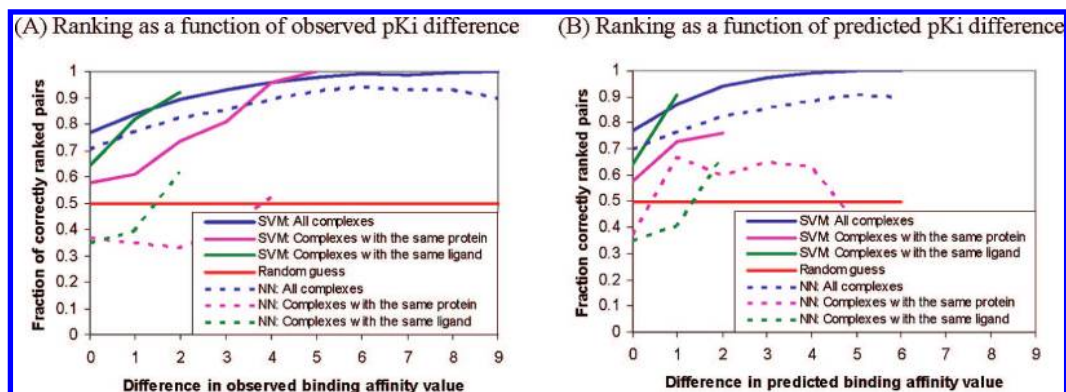 (A) Ranking as a function of observed pKi difference
Fraction of correctly ranked pairs
1
0.9
0.8
0.7
0.6
0.5
0.4
0.3
0.2
0.1
0
SVM: All complexes
SVM: Complexes with the same protein
SVM: Complexes with the same ligand
Random guess
NN: All complexes
NN: Complexes with the same protein
NN: Complexes with the same ligand
0 1 2 3 4 5 6 7 8 9
Difference in observed binding affinity value
(B) Ranking as a function of predicted pKi difference
Fraction correctly ranked pairs
1
0.9
0.8
0.7
0.6
0.5
0.4
0.3
0.2
0.1
0
SVM: All complexes
SVM: Complexes with the same protein
SVM: Complexes with the same ligand
Random guess
NN: All complexes
NN: Complexes with the same protein
NN: Complexes with the same ligand
0 1 2 3 4 5 6 7 8 9
Difference in predicted binding affinity value